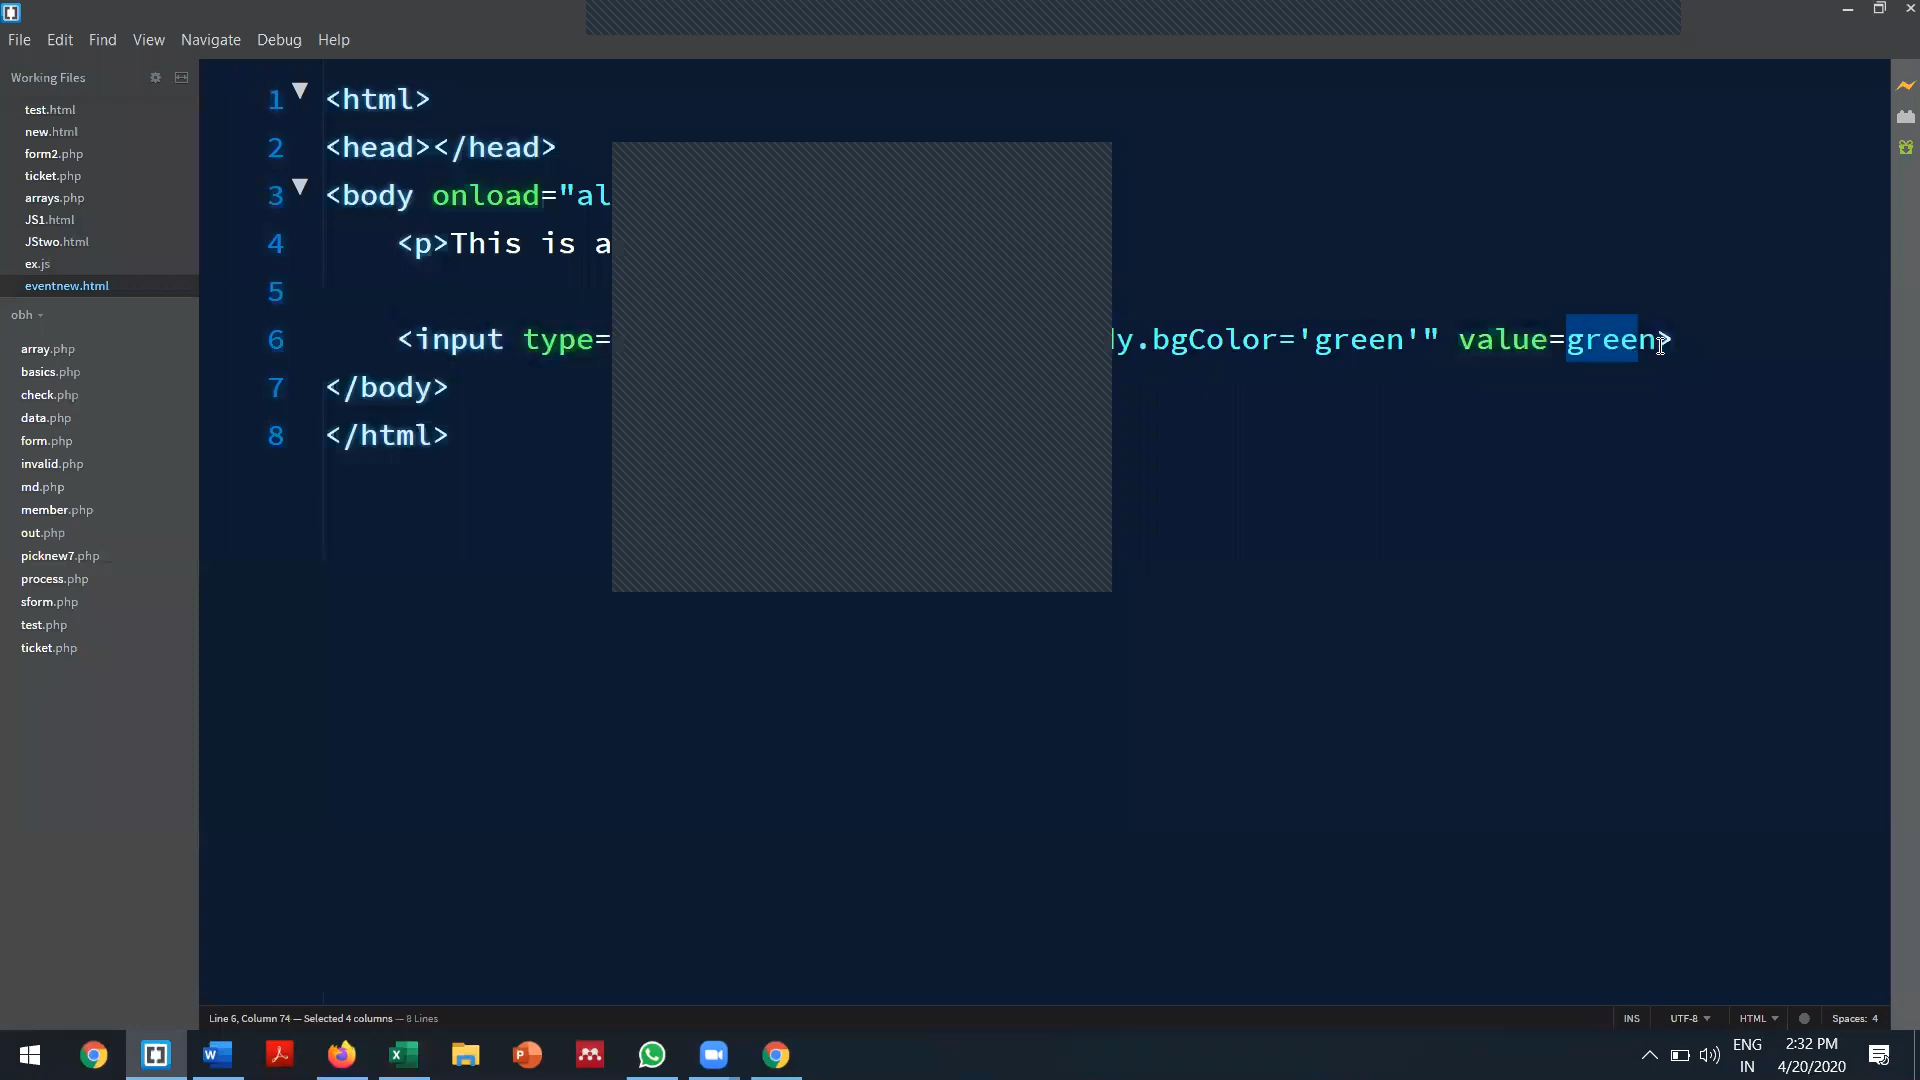 File Edit Find View Navigate Debug Help
Working Files
test.html
new.html
form2.php
ticket.php
arrays.php
JS1.html
JStwo.html
ex.js
eventnew.html
obh
array.php
basics.php
check.php
data.php
form.php
invalid.php
md.php
member.php
out.php
picknew7.php
process.php
sform.php
test.php
ticket.php
1 <html>
2 <head></head>
3 <body onload="al
4 <p>This is a
5
6 <input type= y.bgColor='green'" value=green>
7 </body>
8 </html>
Line 6, Column 74 — Selected 4 columns — 8 Lines
INS UTF-8 HTML Spaces: 4
ENG
IN
2:32 PM
4/20/2020